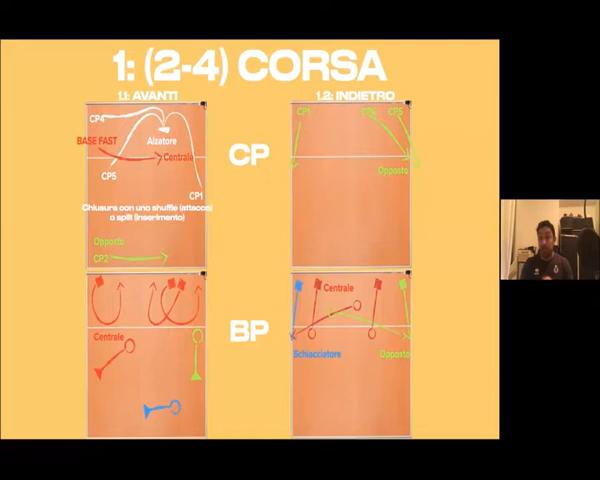 1: (2-4) CORSA
1.1: AVANTI
1.2: INDIETRO
CP4
Alzatore
BASE FAST
Centrale
CP5
CP1
Chiusura con uno shuffle (attacco)
o split (inserimento)
Opposto
CP2
CP
CP1
CP5
Opposto
Centrale
BP
Centrale
Schiacciatore
Opposto